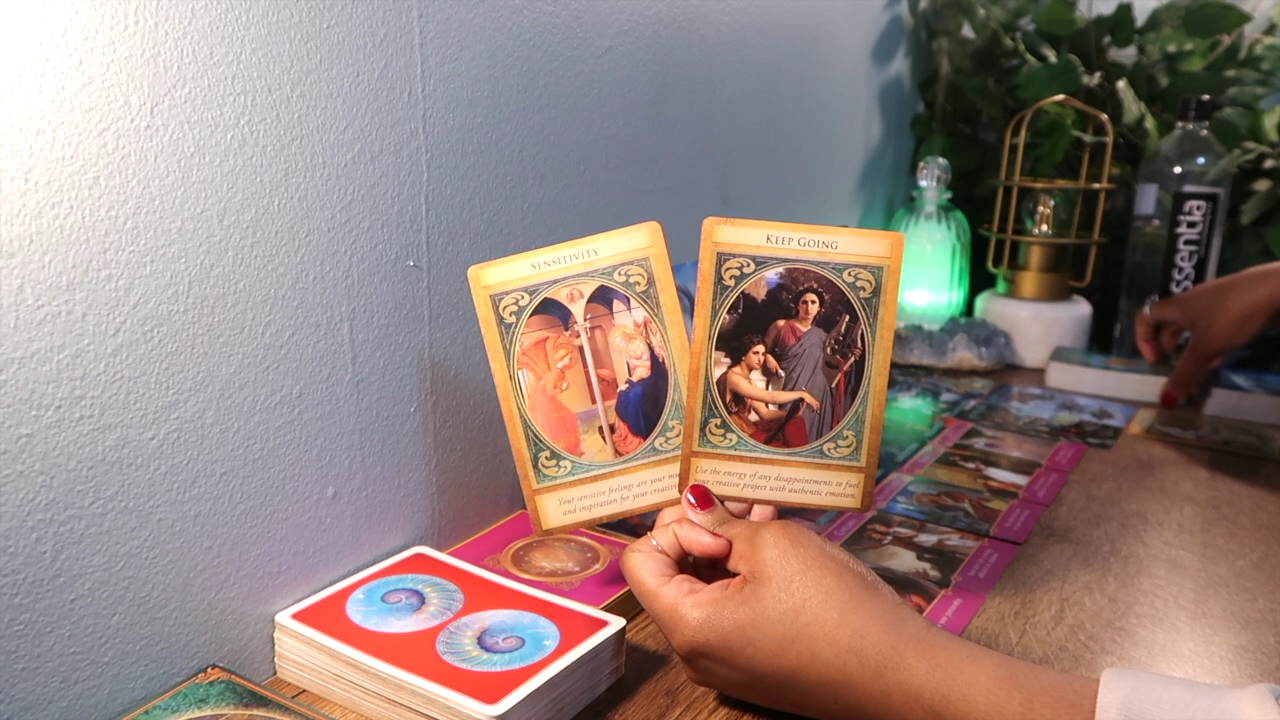 SENSITIVITY
Your sensitive feelings are your
and inspiration for your
KEEP GOING
Use the energy of any disappointments to fuel
your creative project with authentic emotion.
ssentia